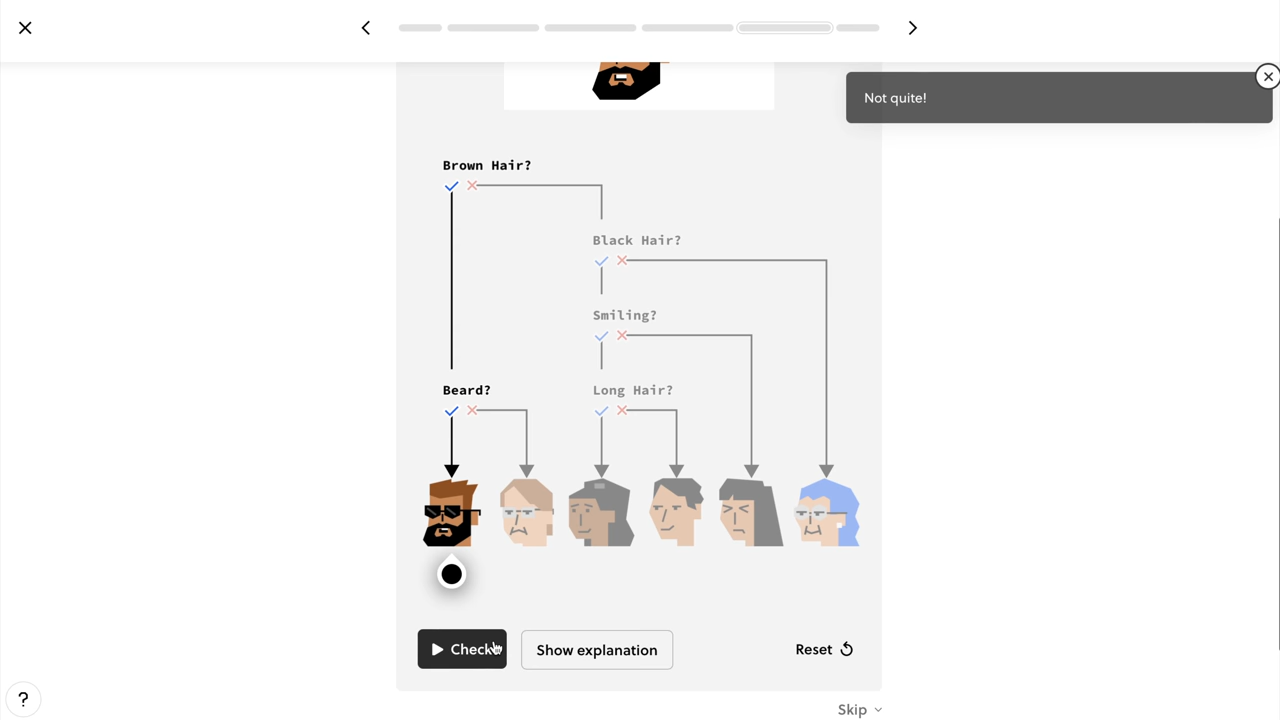 Not quite!
Brown Hair?
Black Hair?
Smiling?
Beard?
Long Hair?
Check
Show explanation
Reset
Skip
?